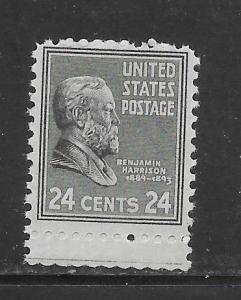 UNITED
STATES
POSTAGE
BENJAMIN
HARRISON
1889-1893
24 CENTS 24